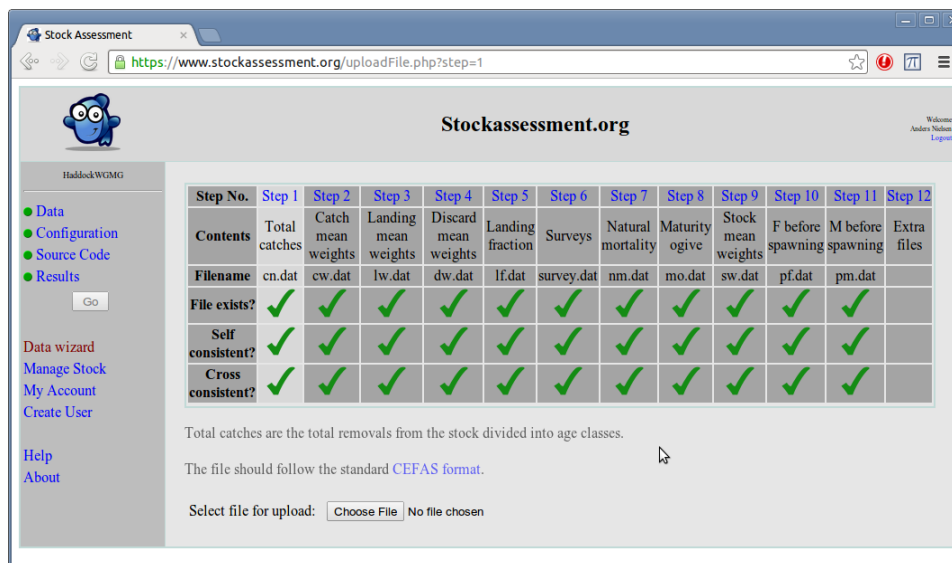 Stock Assessment
https://www.stockassessment.org/uploadFile.php?step=1
Stockassessment.org
Welcome
Anders Nielsen
Logout
HaddockWGMG
Data
Configuration
Source Code
Results
Go
Data wizard
Manage Stock
My Account
Create User
Help
About
Step No. Step 1 Step 2 Step 3 Step 4 Step 5 Step 6 Step 7 Step 8 Step 9 Step 10 Step 11 Step 12
Contents Total catches Catch mean weights Landing mean weights Discard mean weights Landing fraction Surveys Natural mortality Maturity ogive Stock mean weights F before spawning M before spawning Extra files
Filename cn.dat cw.dat lw.dat dw.dat lf.dat survey.dat nm.dat mo.dat sw.dat pf.dat pm.dat
File exists?
Self consistent?
Cross consistent?
Total catches are the total removals from the stock divided into age classes.
The file should follow the standard CEFAS format.
Select file for upload: Choose File No file chosen